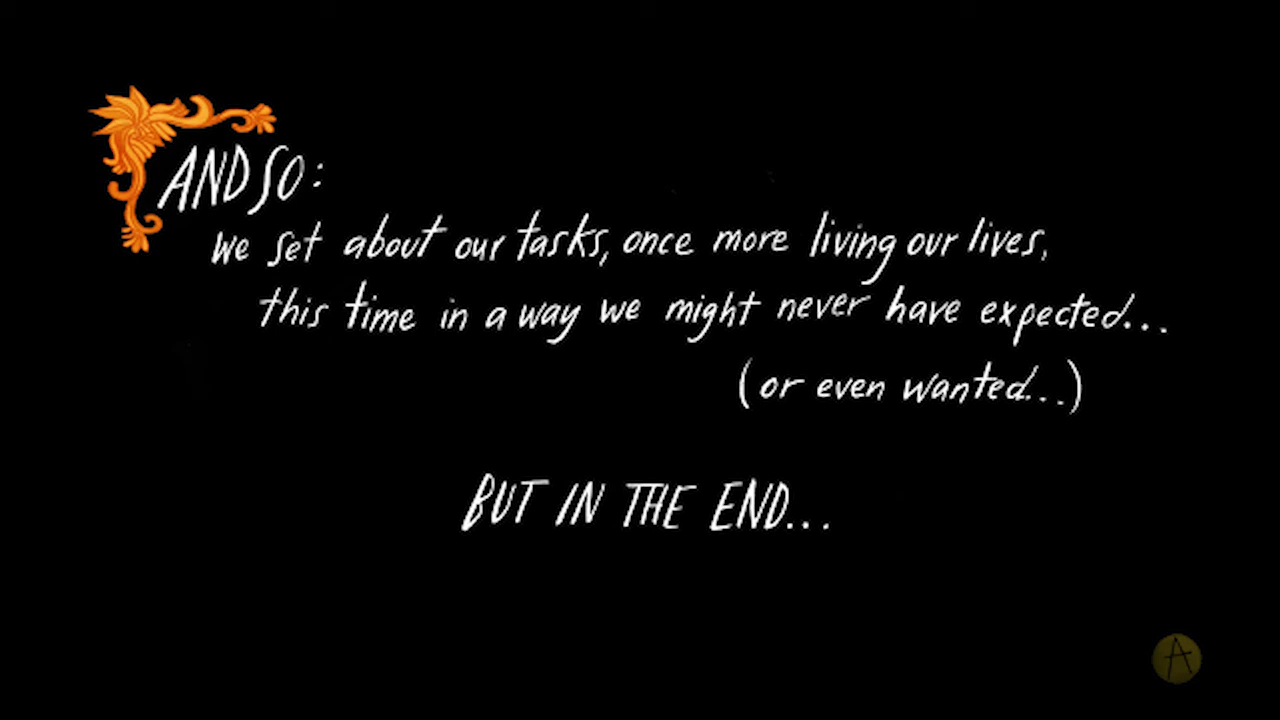 AND SO:
we set about our tasks, once more living our lives,
this time in a way we might never have expected...
(or even wanted...)
BUT IN THE END...
A